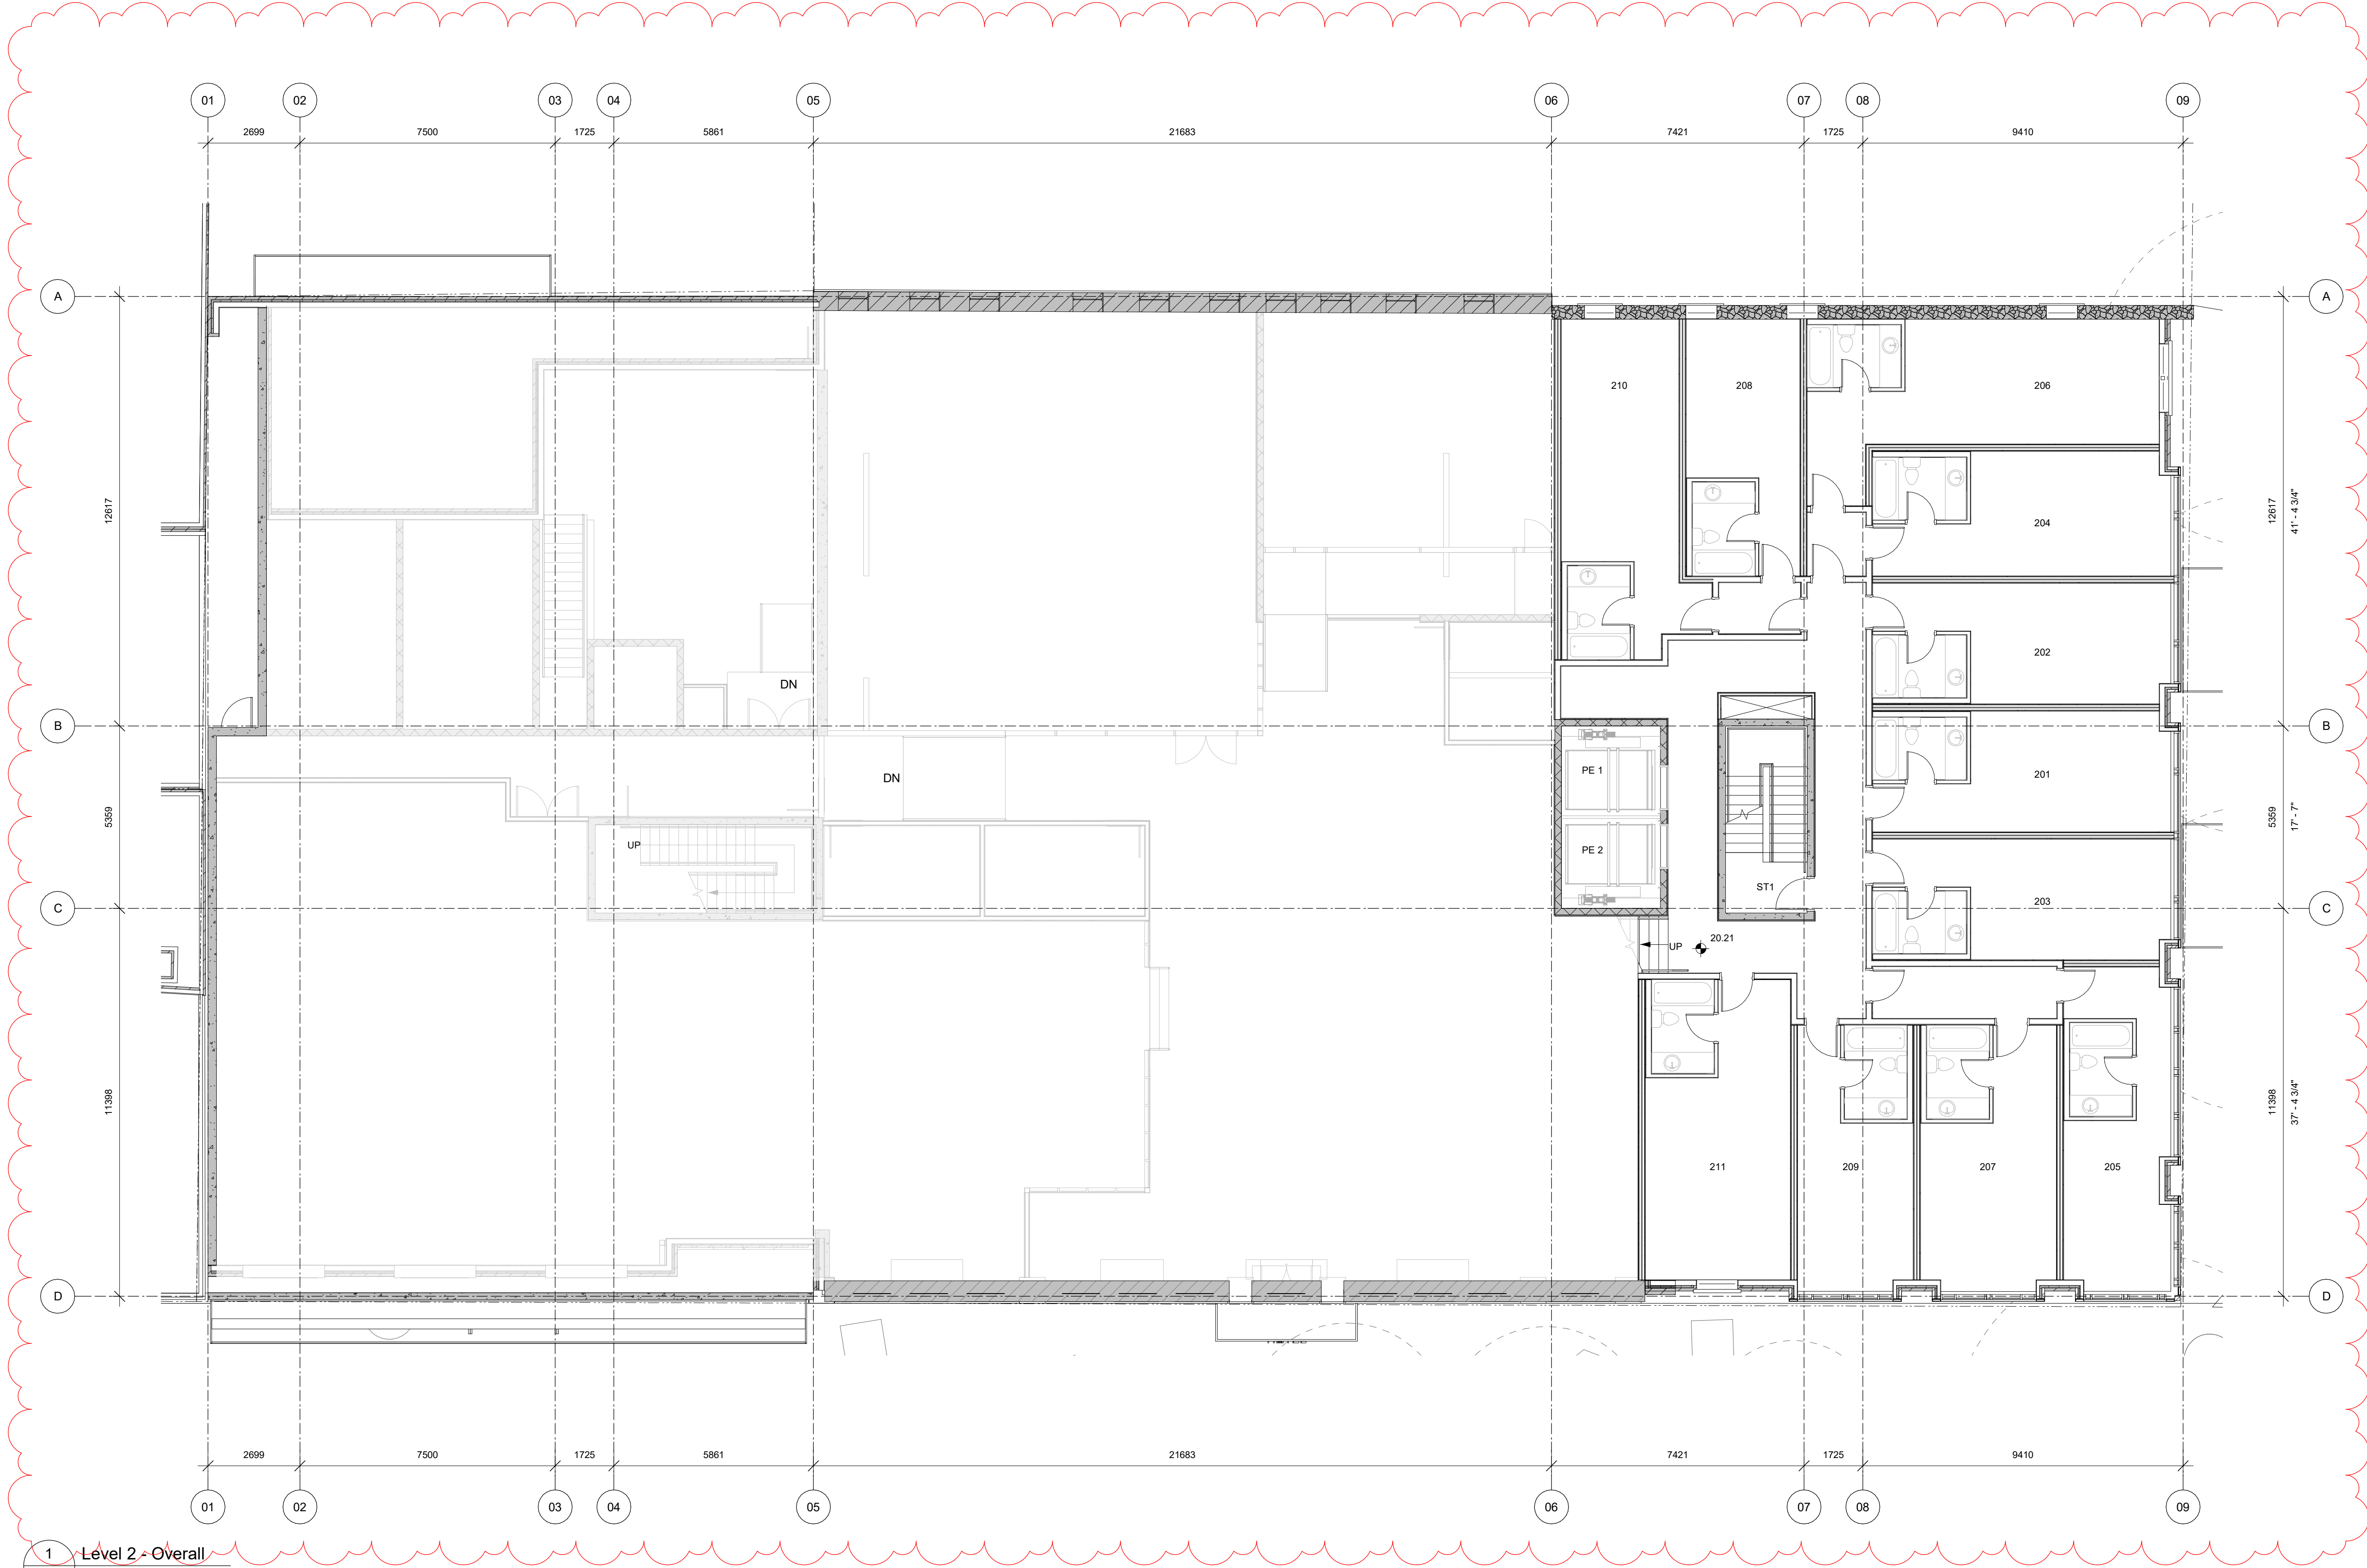 01 02 03 04 05 06 07 08 09
2699 7500 1725 5861 21683 7421 1725 9410
A A
210 208 206
12617 204 12617 41' - 4 3/4"
202
DN
B B
PE 1 201
DN
5359 5359 17' - 7"
UP PE 2
ST1
C 203 C
UP 20.21
11398 11398 37' - 4 3/4"
211 209 207 205
D D
2699 7500 1725 5861 21683 7421 1725 9410
01 02 03 04 05 06 07 08 09
1 Level 2 - Overall